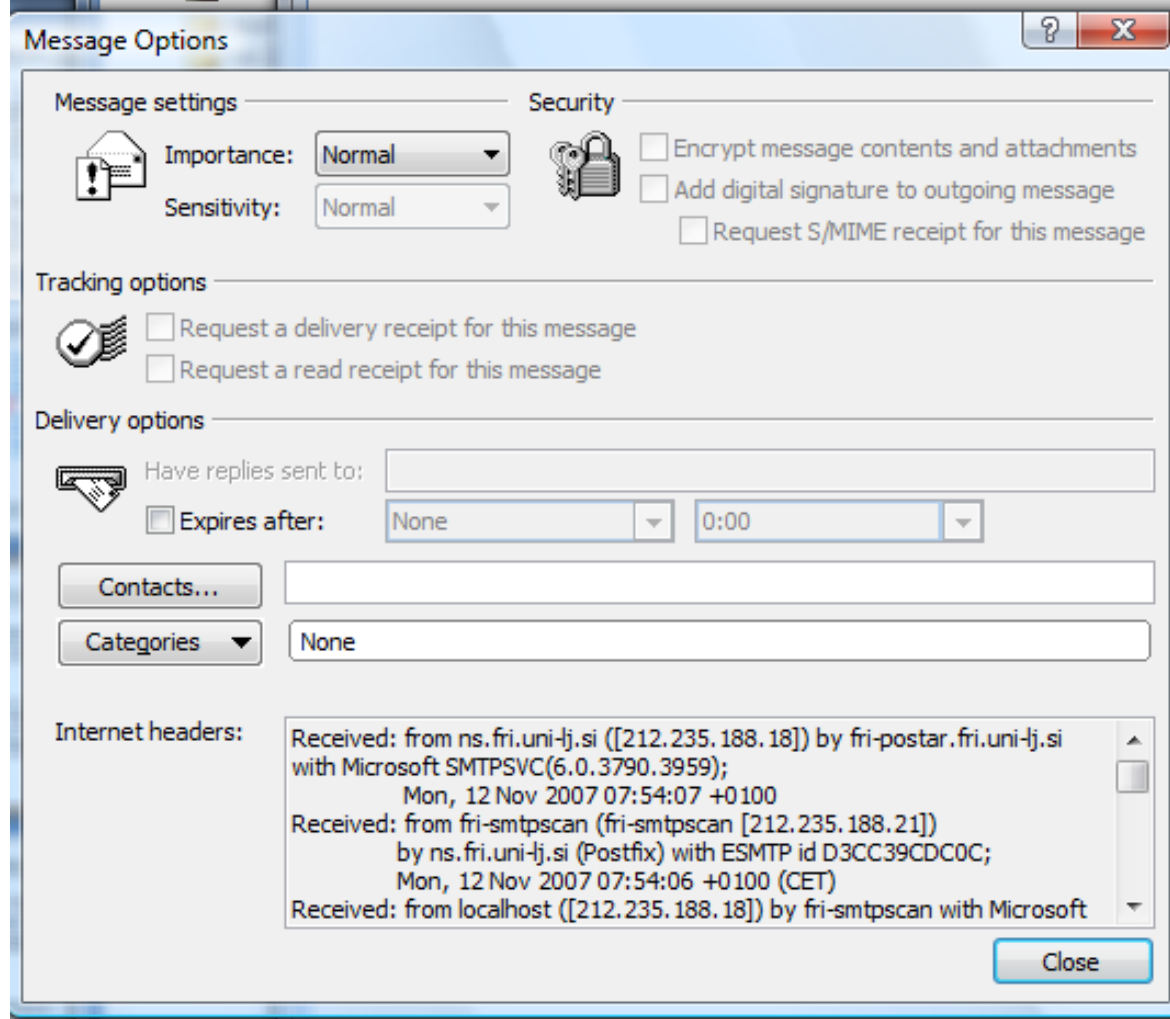 Message Options
Message settings
Importance: Normal
Sensitivity: Normal
Security
Encrypt message contents and attachments
Add digital signature to outgoing message
Request S/MIME receipt for this message
Tracking options
Request a delivery receipt for this message
Request a read receipt for this message
Delivery options
Have replies sent to:
Expires after: None 0:00
Contacts...
Categories None
Internet headers:
Received: from ns.fri.uni-lj.si ([212.235.188.18]) by fri-postar.fri.uni-lj.si
with Microsoft SMTPSVC(6.0.3790.3959);
Mon, 12 Nov 2007 07:54:07 +0100
Received: from fri-smtpscan (fri-smtpscan [212.235.188.21])
by ns.fri.uni-lj.si (Postfix) with ESMTP id D3CC39CDC0C;
Mon, 12 Nov 2007 07:54:06 +0100 (CET)
Received: from localhost ([212.235.188.18]) by fri-smtpscan with Microsoft
Close